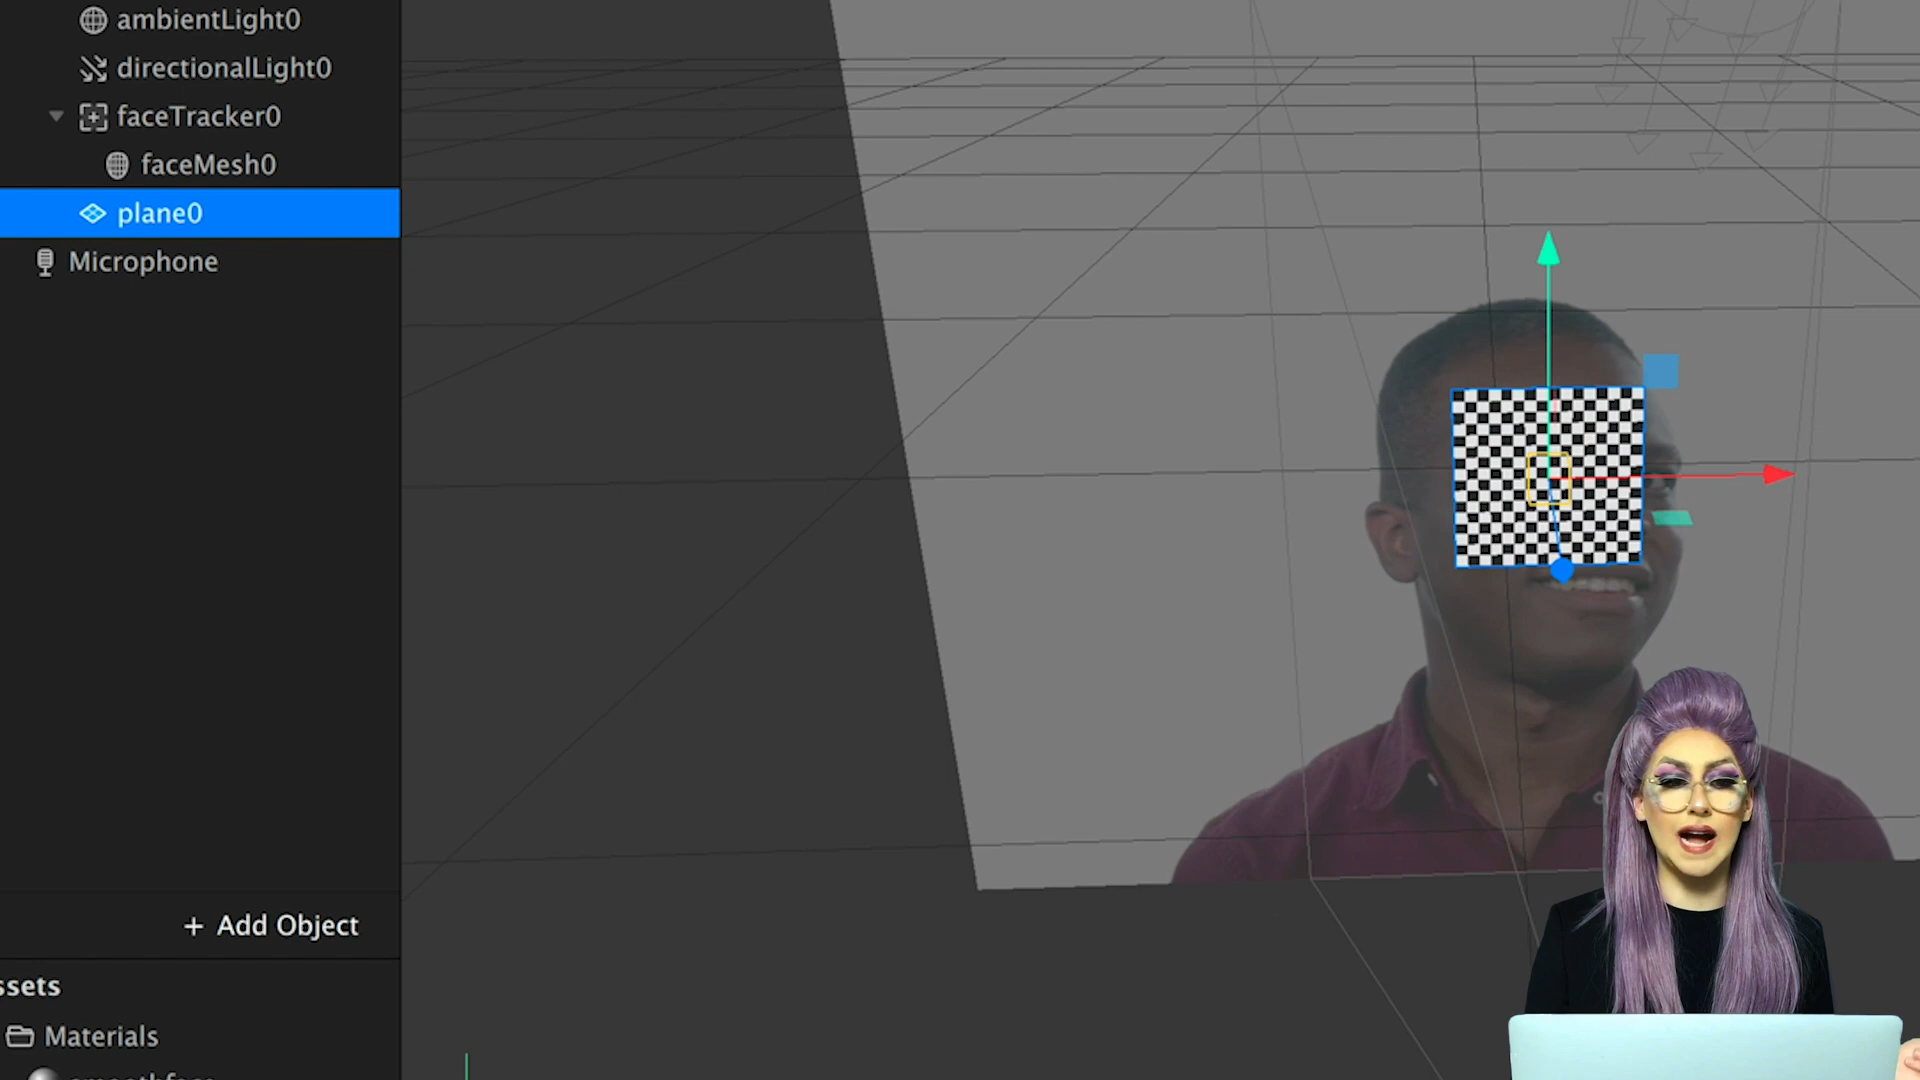 ambientLight0
directionalLight0
faceTracker0
faceMesh0
plane0
Microphone
+ Add Object
ssets
Materials